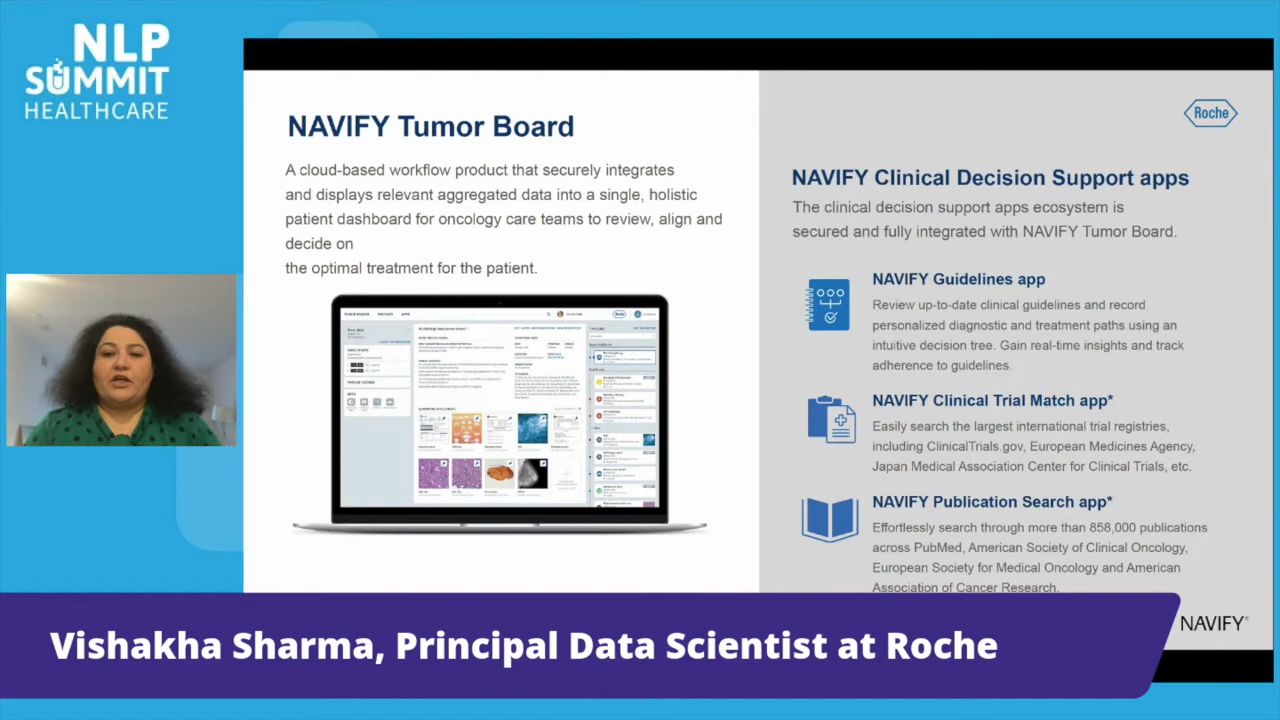 NLP
SUMMIT
HEALTHCARE
NAVIFY Tumor Board
A cloud-based workflow product that securely integrates
and displays relevant aggregated data into a single, holistic
patient dashboard for oncology care teams to review, align and
decide on
the optimal treatment for the patient.
Roche
NAVIFY Clinical Decision Support apps
The clinical decision support apps ecosystem is
secured and fully integrated with NAVIFY Tumor Board.
NAVIFY Guidelines app
Review up-to-date clinical guidelines and record
personalized diagnostic and treatment paths using an
intuitive decision tree. Gain real-time insights and track
adherence to guidelines.
NAVIFY Clinical Trial Match app*
Easily search the largest international trial registries,
including ClinicalTrials.gov, European Medicines Agency,
Japan Medical Association Center for Clinical Trials, etc.
NAVIFY Publication Search app*
Effortlessly search through more than 858,000 publications
across PubMed, American Society of Clinical Oncology,
European Society for Medical Oncology and American
Association of Cancer Research.
NAVIFY®
Vishakha Sharma, Principal Data Scientist at Roche